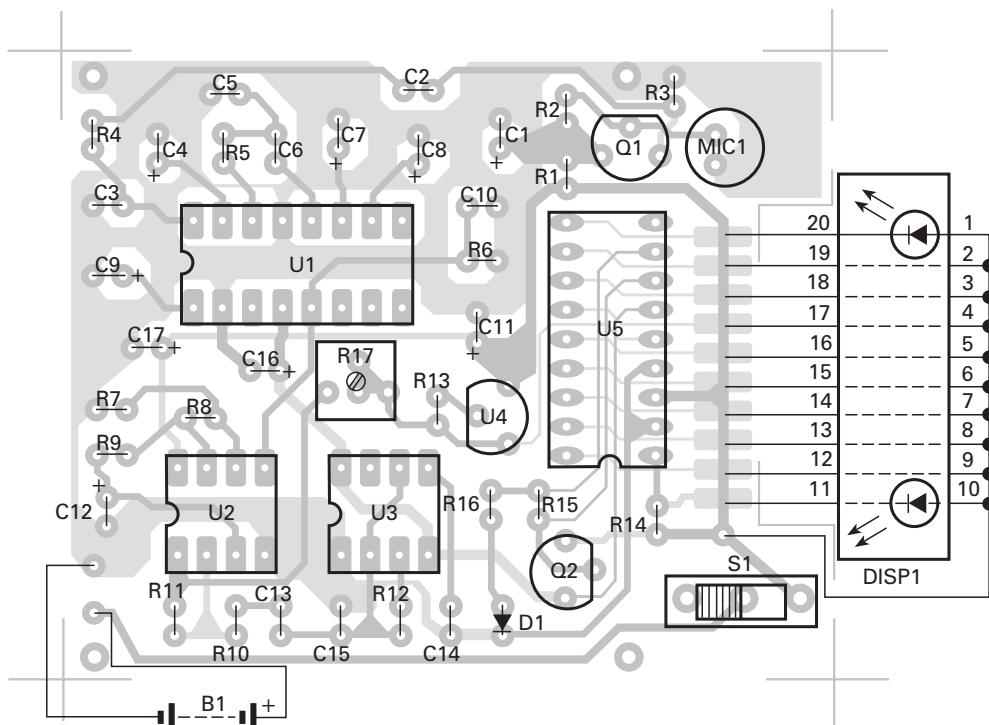 C5
C2
R3
R2
R4
C4
R5
C6
C7
C8
C1
Q1
MIC1
+
+
+
+
R1
C3
C10
20
1
U1
R6
19
2
C9
+
18
3
C11
U5
17
4
C17
+
C16
+
R17
+
16
5
R13
15
6
R7
R8
U4
14
7
R9
13
8
12
9
+
11
10
C12
U2
U3
R16
R15
R14
Q2
S1
DISP1
R11
C13
R12
D1
R10
C15
C14
B1
+